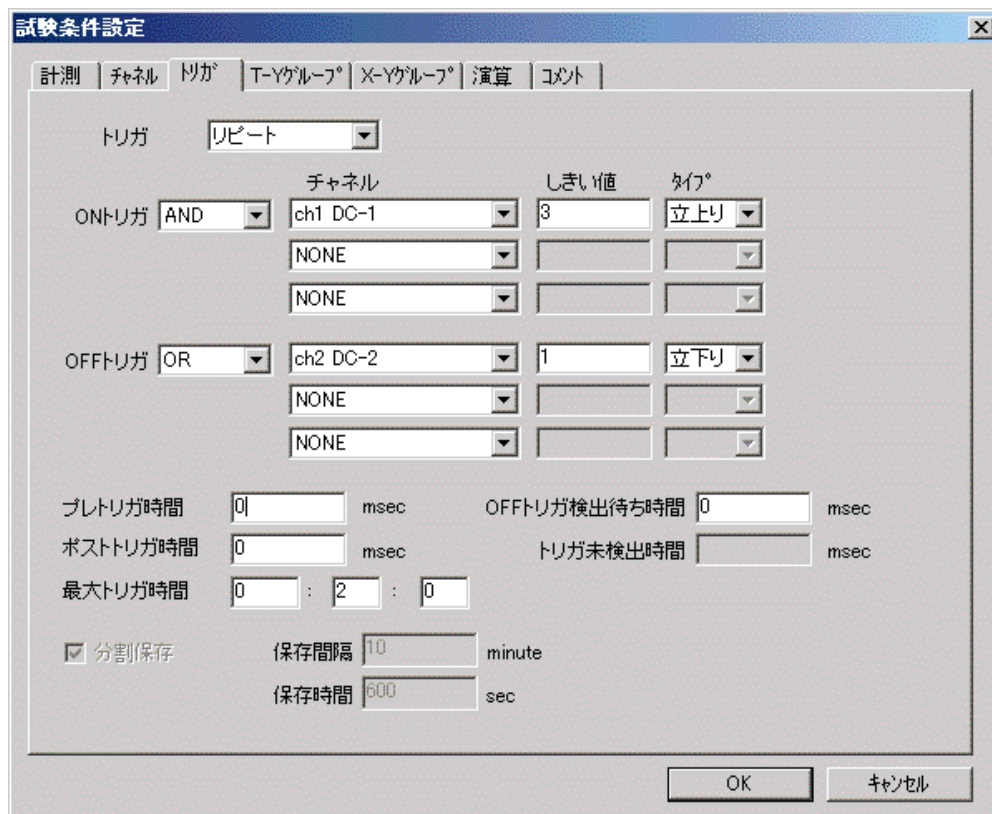 試験条件設定
計測 チャネル トリガ T-Yグループ X-Yグループ 演算 コメント
トリガ リピート
チャネル しきい値 タイプ
ONトリガ AND ch1 DC-1 3 立上り
NONE
NONE
OFFトリガ OR ch2 DC-2 1 立下り
NONE
NONE
プレトリガ時間 0 msec OFFトリガ検出待ち時間 0 msec
ポストトリガ時間 0 msec トリガ未検出時間 msec
最大トリガ時間 0 : 2 : 0
分割保存 保存間隔 10 minute
保存時間 600 sec
OK キャンセル